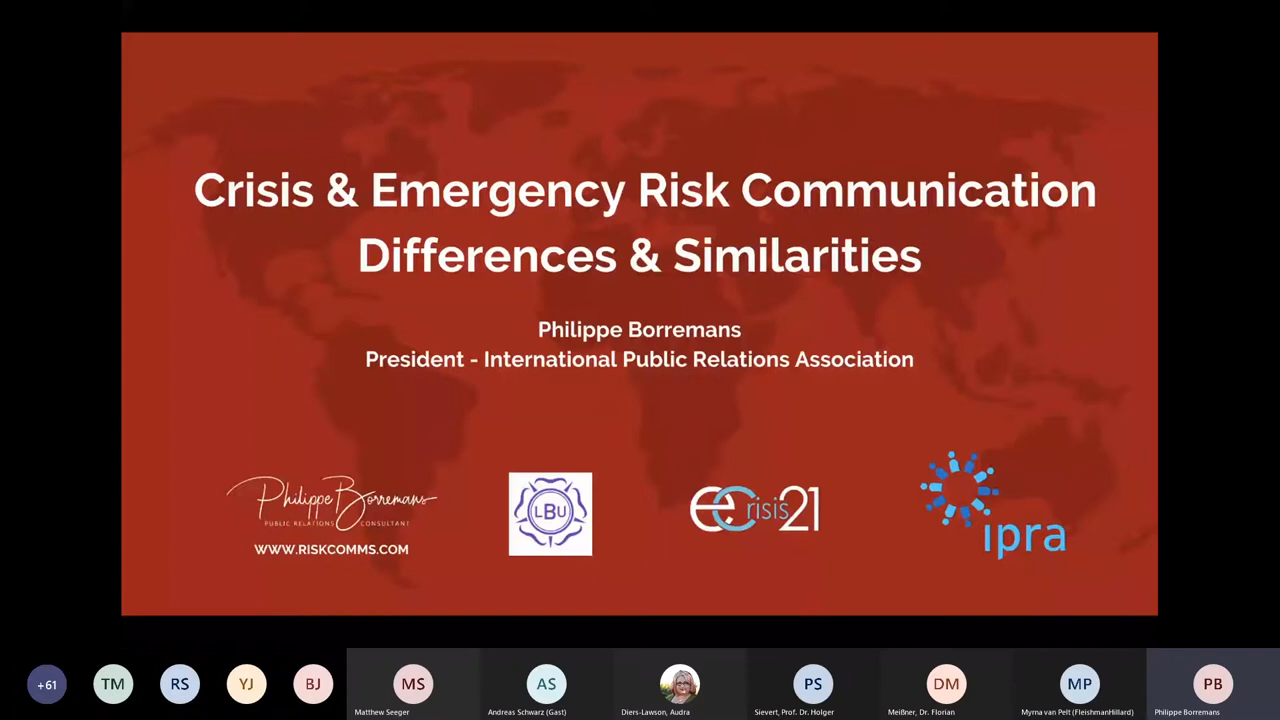 Crisis & Emergency Risk Communication
Differences & Similarities
Philippe Borremans
President - International Public Relations Association
Philippe Borremans
PUBLIC RELATIONS CONSULTANT
WWW.RISKCOMMS.COM
LBU
eCrisis21
ipra
+61
TM
RS
YJ
BJ
MS
AS
PS
DM
MP
PB
Matthew Seeger
Andreas Schwarz (Gast)
Diers-Lawson, Audra
Sievert, Prof. Dr. Holger
Meißner, Dr. Florian
Myrna van Pelt (FleishmanHillard)
Philippe Borremans